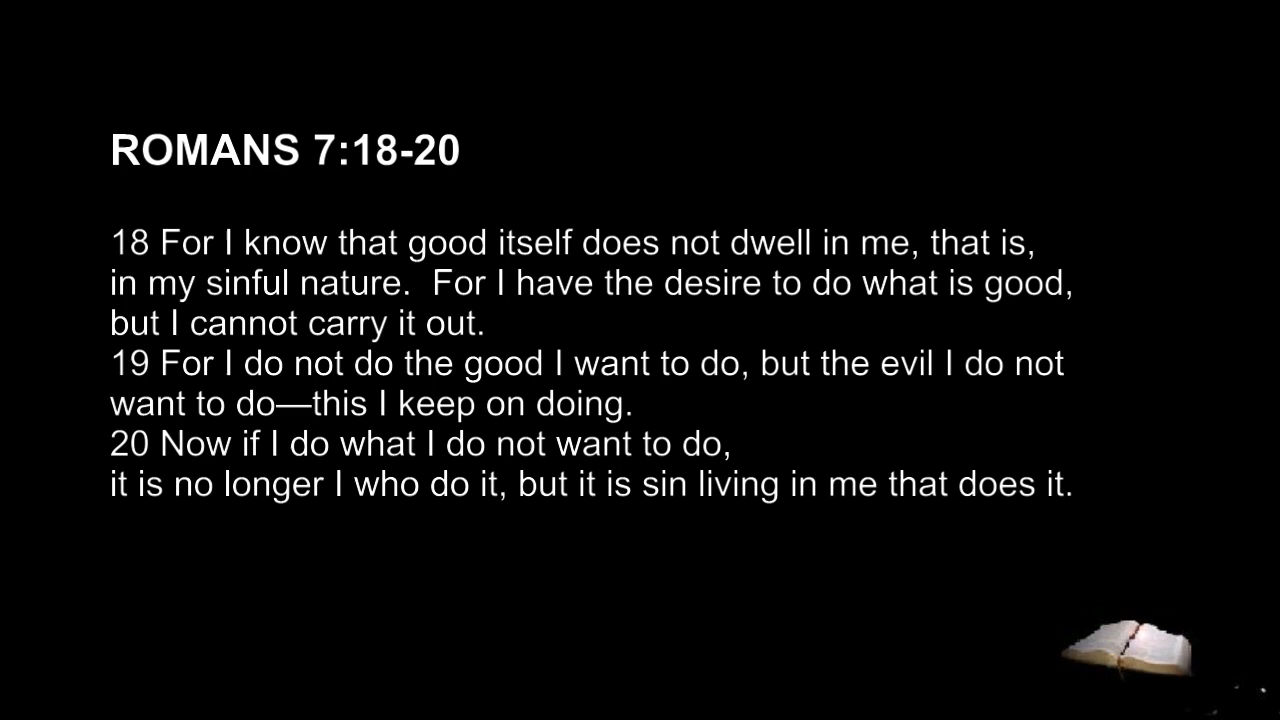 ROMANS 7:18-20
18 For I know that good itself does not dwell in me, that is,
in my sinful nature.  For I have the desire to do what is good,
but I cannot carry it out.
19 For I do not do the good I want to do, but the evil I do not
want to do—this I keep on doing.
20 Now if I do what I do not want to do,
it is no longer I who do it, but it is sin living in me that does it.